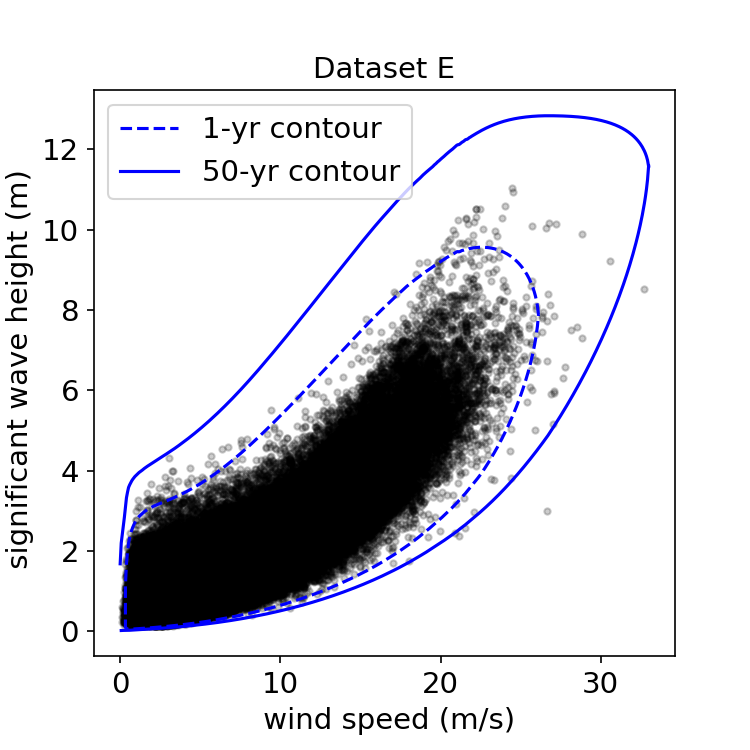 Dataset E
1-yr contour
50-yr contour
significant wave height (m)
12
10
8
6
4
2
0
0 10 20 30
wind speed (m/s)